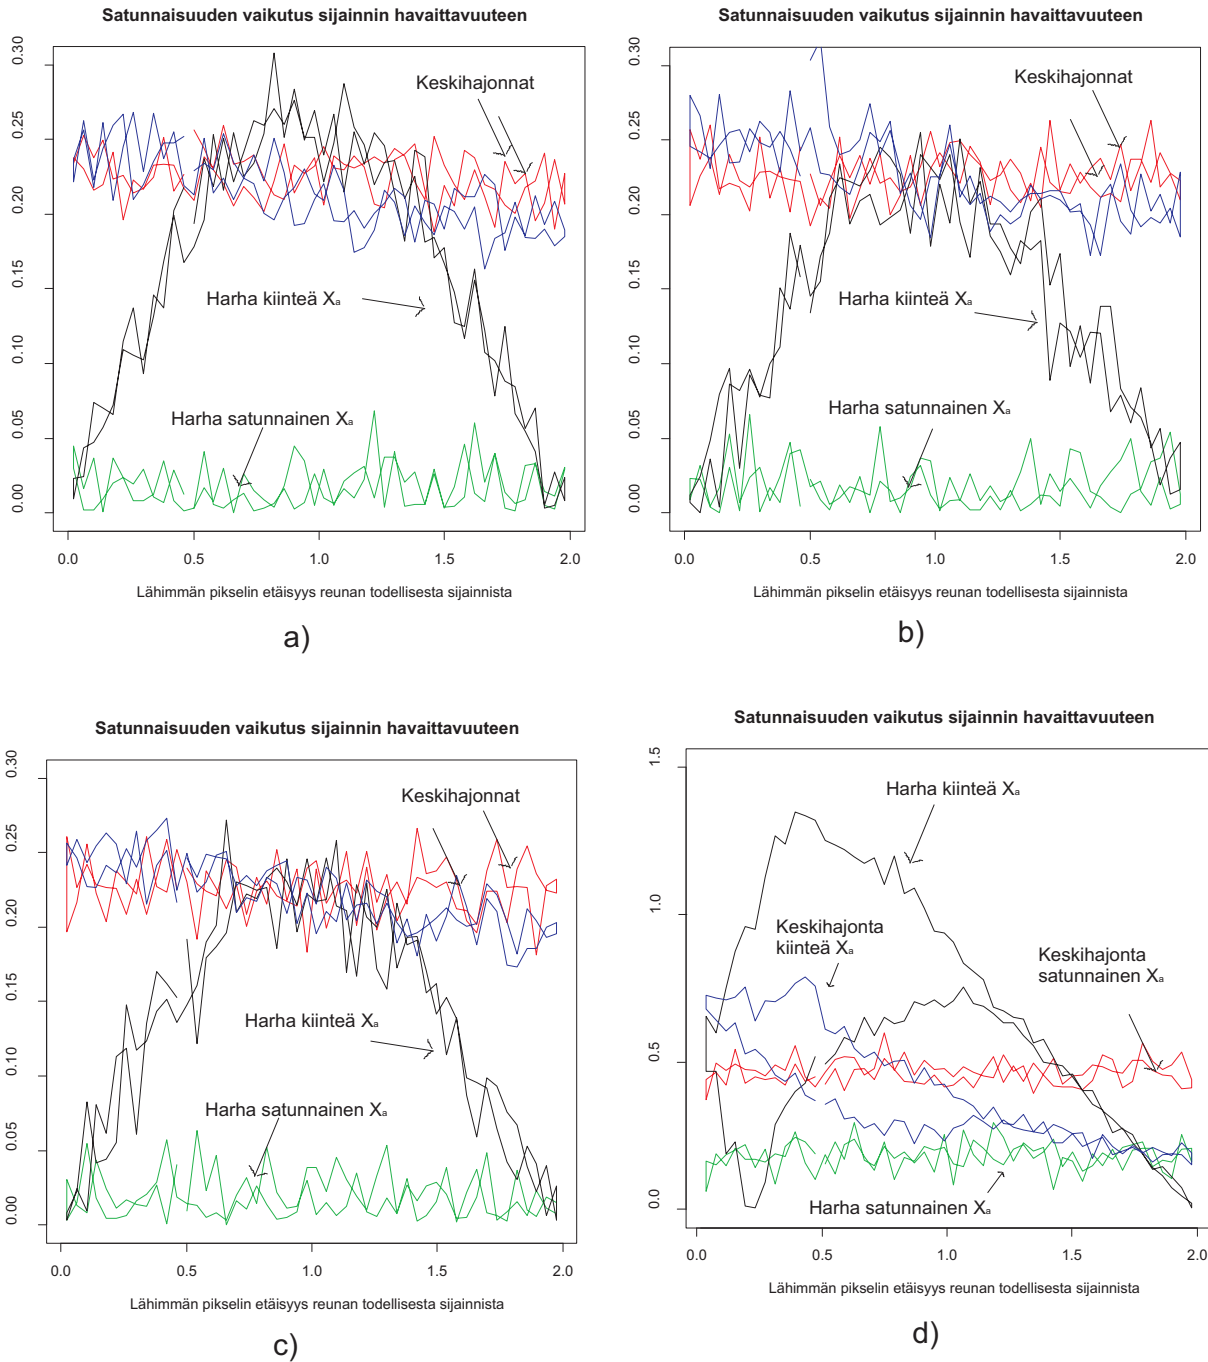 Satunnaisuuden vaikutus sijainnin havaittavuuteen
0.30
0.25
0.20
0.15
0.10
0.05
0.00
Keskihajonnat
Harha kiinteä Xa
Harha satunnainen Xa
0.0 0.5 1.0 1.5 2.0
Lähimmän pikselin etäisyys reunan todellisesta sijainnista
a)
Satunnaisuuden vaikutus sijainnin havaittavuuteen
0.30
0.25
0.20
0.15
0.10
0.05
0.00
Keskihajonnat
Harha kiinteä Xa
Harha satunnainen Xa
0.0 0.5 1.0 1.5 2.0
Lähimmän pikselin etäisyys reunan todellisesta sijainnista
b)
Satunnaisuuden vaikutus sijainnin havaittavuuteen
0.30
0.25
0.20
0.15
0.10
0.05
0.00
Keskihajonnat
Harha kiinteä Xa
Harha satunnainen Xa
0.0 0.5 1.0 1.5 2.0
Lähimmän pikselin etäisyys reunan todellisesta sijainnista
c)
Satunnaisuuden vaikutus sijainnin havaittavuuteen
1.5
1.0
0.5
0.0
Harha kiinteä Xa
Keskihajonta
kiinteä Xa
Keskihajonta
satunnainen Xa
Harha satunnainen Xa
0.0 0.5 1.0 1.5 2.0
Lähimmän pikselin etäisyys reunan todellisesta sijainnista
d)